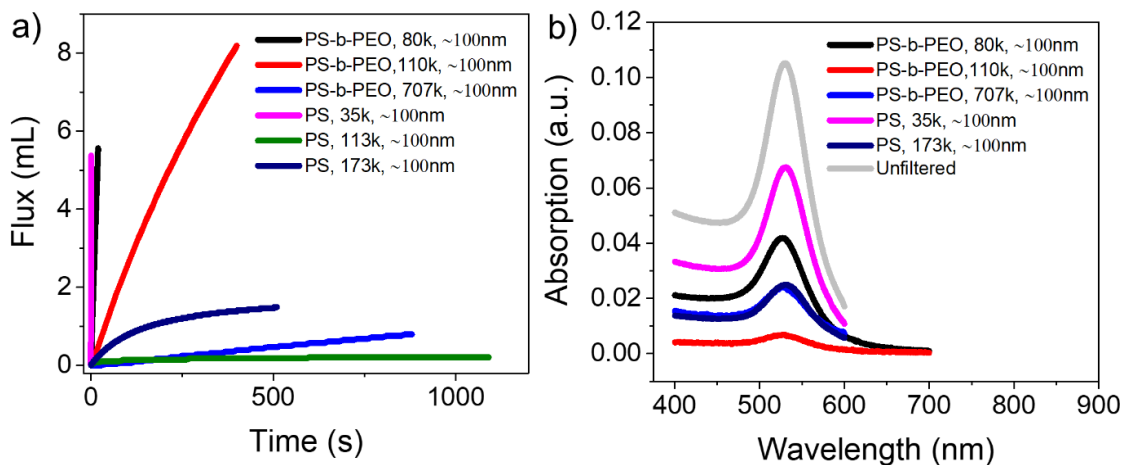 a)
Flux (mL)
8
6
4
2
0
PS-b-PEO, 80k, ~100nm
PS-b-PEO,110k, ~100nm
PS-b-PEO, 707k, ~100nm
PS, 35k, ~100nm
PS, 113k, ~100nm
PS, 173k, ~100nm
0 500 1000
Time (s)
b)
Absorption (a.u.)
0.12
0.10
0.08
0.06
0.04
0.02
0.00
PS-b-PEO, 80k, ~100nm
PS-b-PEO,110k, ~100nm
PS-b-PEO, 707k, ~100nm
PS, 35k, ~100nm
PS, 173k, ~100nm
Unfiltered
400 500 600 700 800 900
Wavelength (nm)